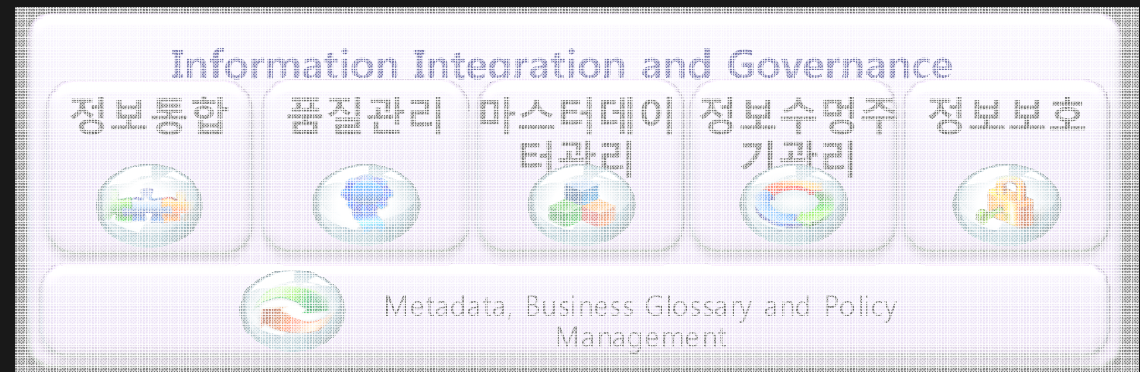 Information Integration and Governance
정보통합
품질관리
마스터데이
터관리
정보수명주
기관리
정보보호
Metadata, Business Glossary and Policy
Management